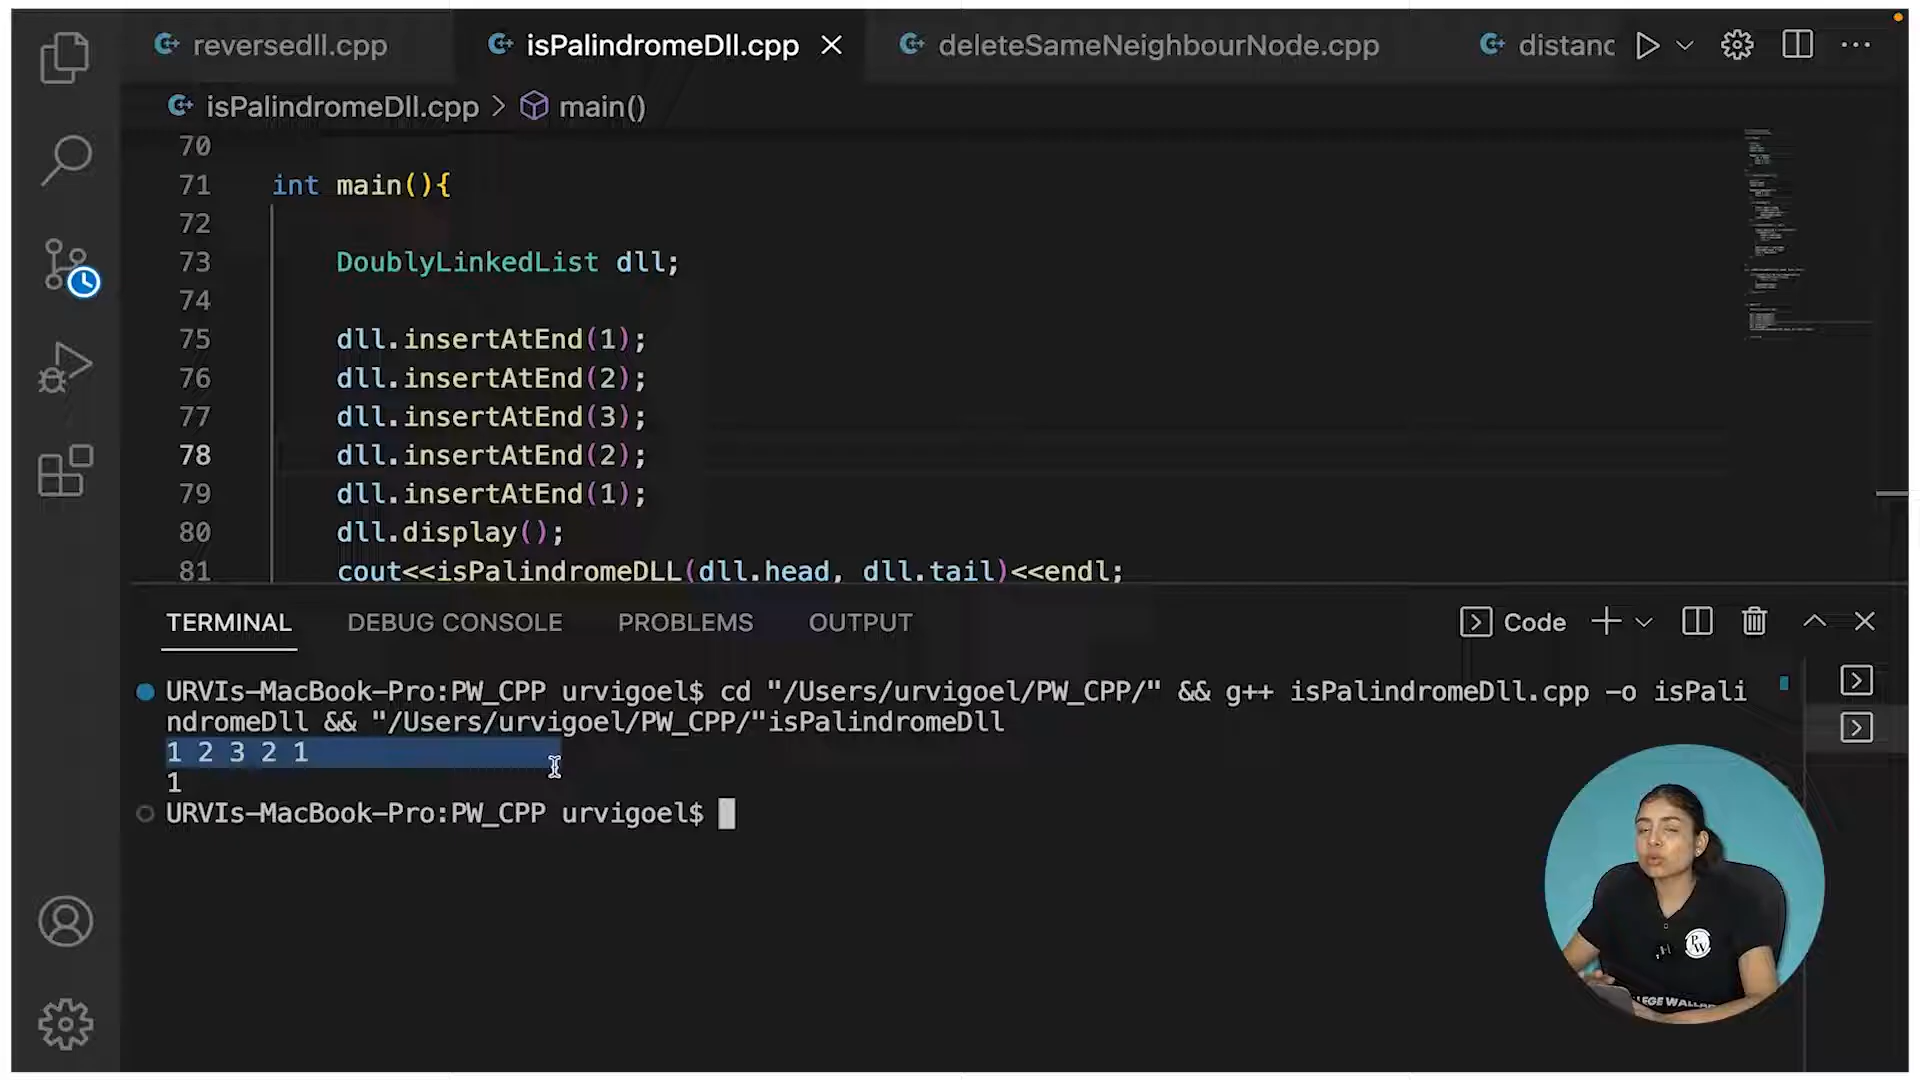 reversedll.cpp
isPalindromeDll.cpp
deleteSameNeighbourNode.cpp
distanc
isPalindromeDll.cpp > main()
70
71 int main(){
72
73 DoublyLinkedList dll;
74
75 dll.insertAtEnd(1);
76 dll.insertAtEnd(2);
77 dll.insertAtEnd(3);
78 dll.insertAtEnd(2);
79 dll.insertAtEnd(1);
80 dll.display();
81 cout<<isPalindromeDLL(dll.head, dll.tail)<<endl;
TERMINAL DEBUG CONSOLE PROBLEMS OUTPUT
Code
URVIs-MacBook-Pro:PW_CPP urvigoel$ cd "/Users/urvigoel/PW_CPP/" && g++ isPalindromeDll.cpp -o isPali
ndromeDll && "/Users/urvigoel/PW_CPP/"isPalindromeDll
1 2 3 2 1
1
URVIs-MacBook-Pro:PW_CPP urvigoel$
PW
LEGE WALLA